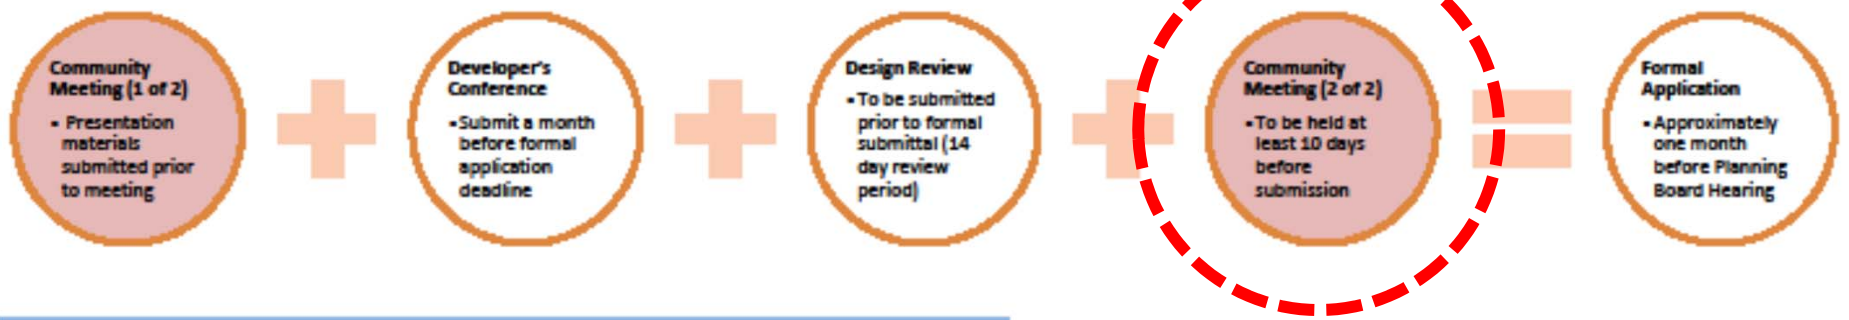 Community
Meeting (1 of 2)
▪ Presentation
materials
submitted prior
to meeting
Developer's
Conference
▪Submit a month
before formal
application
deadline
Design Review
▪To be submitted
prior to formal
submittal (14
day review
period)
Community
Meeting (2 of 2)
▪To be held at
least 10 days
before
submission
Formal
Application
▪Approximately
one month
before Planning
Board Hearing